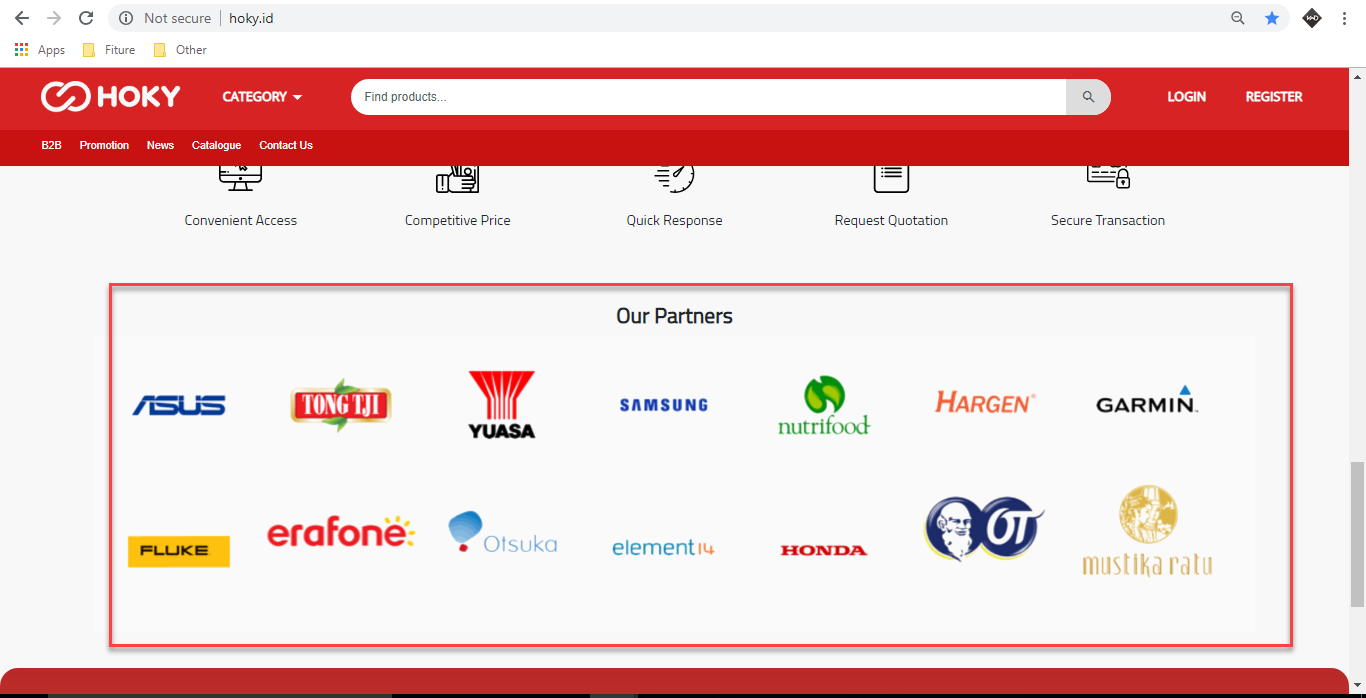 Not secure | hoky.id
Apps Fiture Other
HOKY CATEGORY Find products... LOGIN REGISTER
B2B Promotion News Catalogue Contact Us
Convenient Access Competitive Price Quick Response Request Quotation Secure Transaction
Our Partners
ASUS TONG TJI YUASA SAMSUNG nutrifood HARGEN® GARMIN™
FLUKE erafone Otsuka element14 HONDA OT mustika ratu